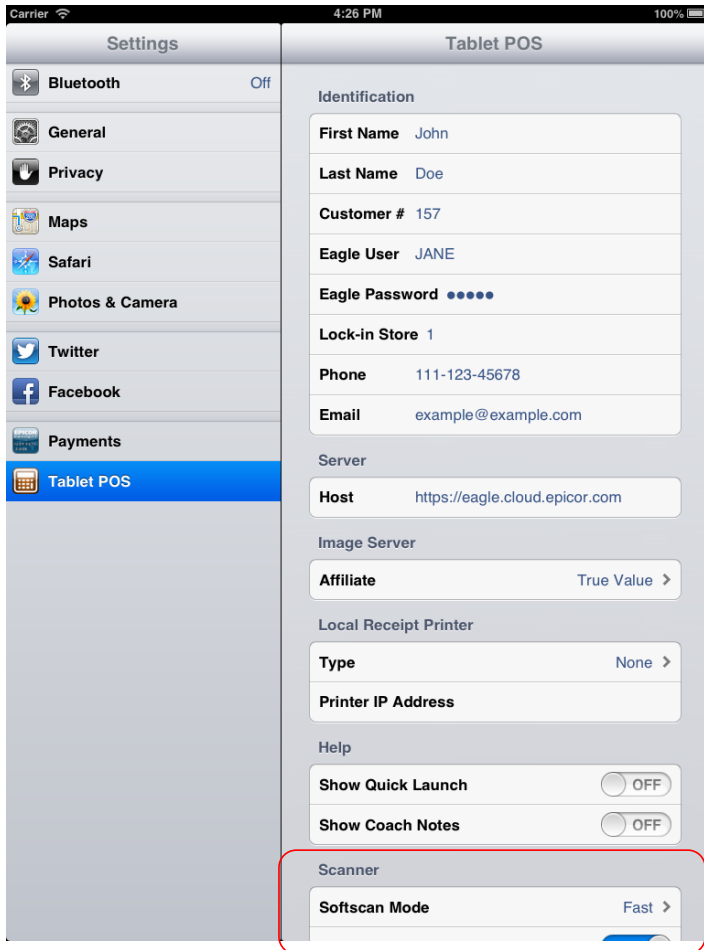 Carrier 4:26 PM 100%
Settings
Bluetooth Off
General
Privacy
Maps
Safari
Photos & Camera
Twitter
Facebook
Payments
Tablet POS
Tablet POS
Identification
First Name John
Last Name Doe
Customer # 157
Eagle User JANE
Eagle Password ●●●●●
Lock-in Store 1
Phone 111-123-45678
Email example@example.com
Server
Host https://eagle.cloud.epicor.com
Image Server
Affiliate True Value
Local Receipt Printer
Type None
Printer IP Address
Help
Show Quick Launch OFF
Show Coach Notes OFF
Scanner
Softscan Mode Fast